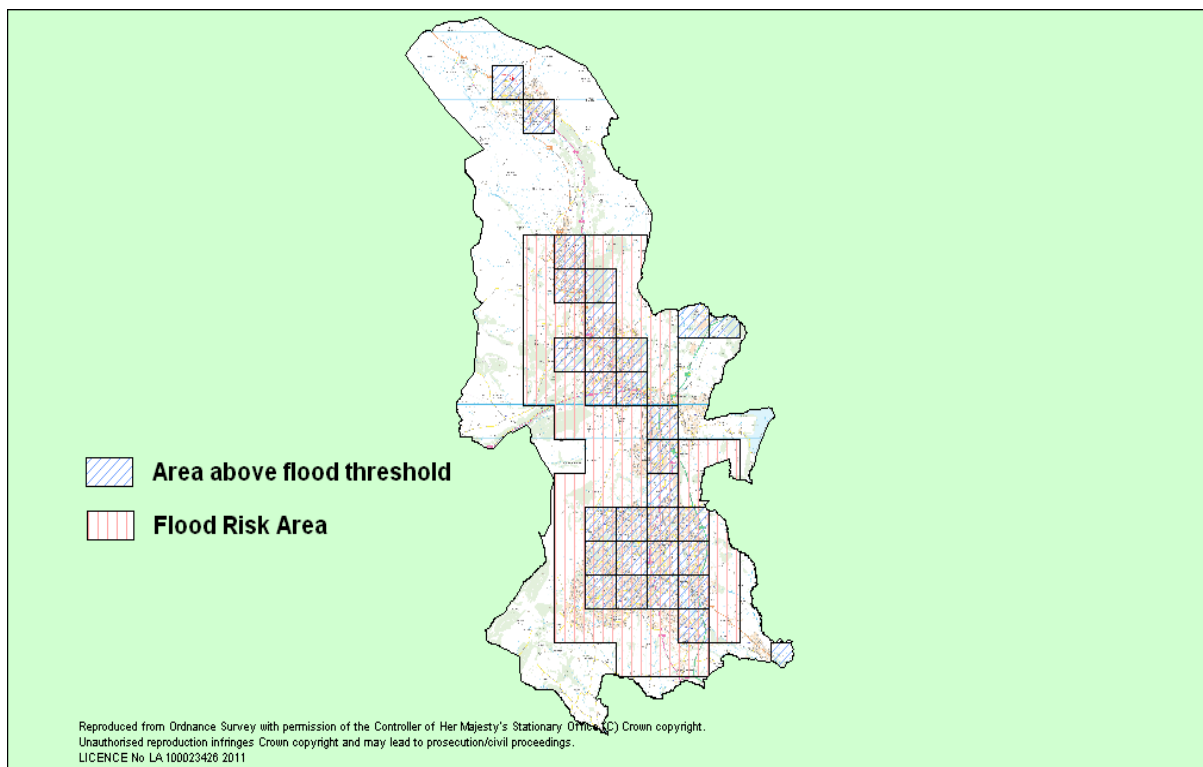 Area above flood threshold
Flood Risk Area
Reproduced from Ordnance Survey with permission of the Controller of Her Majesty's Stationary Office (C) Crown copyright.
Unauthorised reproduction infringes Crown copyright and may lead to prosecution/civil proceedings.
LICENCE No LA 100023426 2011